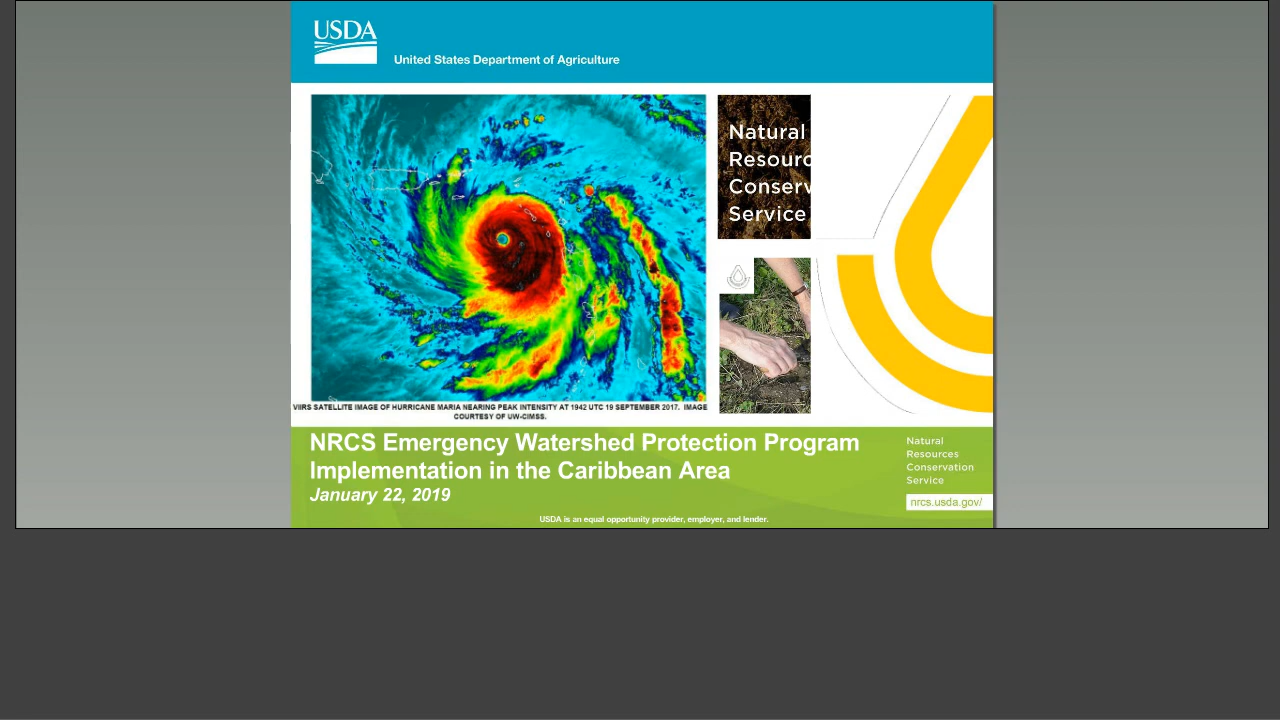 USDA
United States Department of Agriculture
Natural
Resourc
Conserv
Service
VIIRS SATELLITE IMAGE OF HURRICANE MARIA NEARING PEAK INTENSITY AT 1942 UTC 19 SEPTEMBER 2017. IMAGE
COURTESY OF UW-CIMSS.
NRCS Emergency Watershed Protection Program
Implementation in the Caribbean Area
January 22, 2019
Natural
Resources
Conservation
Service
nrcs.usda.gov/
USDA is an equal opportunity provider, employer, and lender.